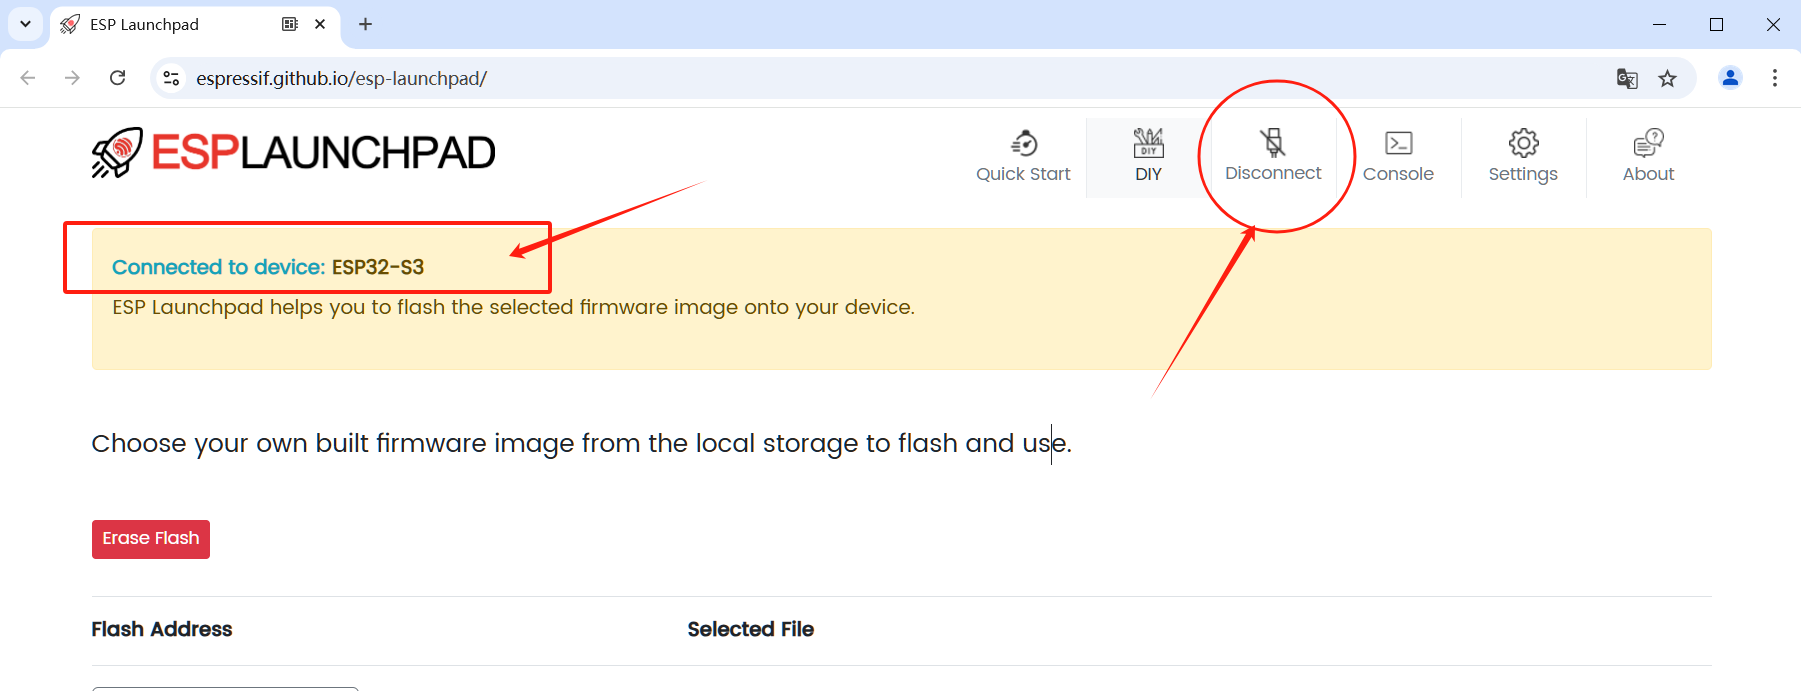 ESP Launchpad
espressif.github.io/esp-launchpad/
ESPLAUNCHPAD
Quick Start
DIY
DIY
Disconnect
Console
Settings
About
Connected to device: ESP32-S3
ESP Launchpad helps you to flash the selected firmware image onto your device.
Choose your own built firmware image from the local storage to flash and use.
Erase Flash
Flash Address
Selected File